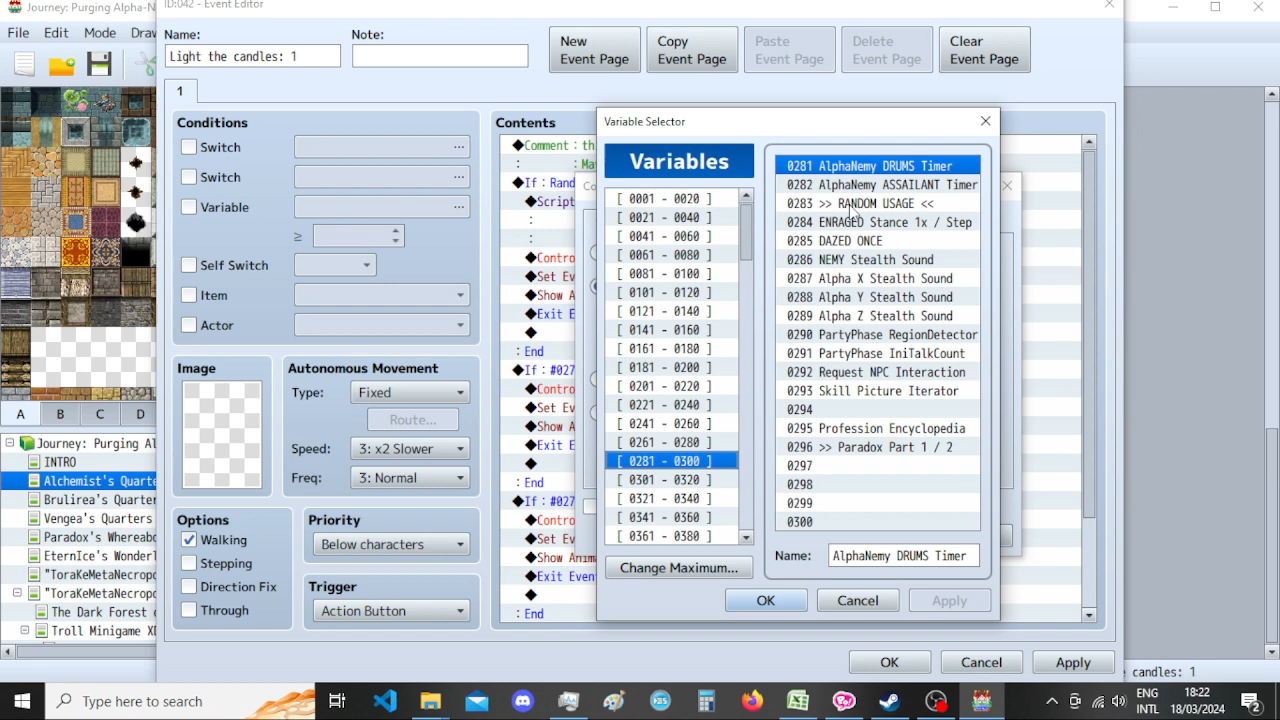 Journey: Purging Alpha-N
ID:042 - Event Editor
File Edit Mode Draw
Name:
Light the candles: 1
Note:
New
Event Page
Copy
Event Page
Paste
Event Page
Delete
Event Page
Clear
Event Page
1
Conditions
Switch
...
Switch
...
Variable
...
≥
Self Switch
Item
Actor
Image
Autonomous Movement
Type:
Fixed
Route...
Speed:
3: x2 Slower
Freq:
3: Normal
Options
Walking
Stepping
Direction Fix
Through
Priority
Below characters
Trigger
Action Button
Contents
◆Comment：th
： ：Ma
◆If：Rand
◆Script
：
：
◆Contro
◆Set Ev
◆Show A
◆Exit E
◆
：End
◆If：#027
◆Contro
◆Set Ev
◆Show A
◆Exit E
◆
：End
◆If：#027
◆Contro
◆Set Ev
◆Show Anima
◆Exit Even
◆
：End
Variable Selector
Variables
[ 0001 - 0020 ]
[ 0021 - 0040 ]
[ 0041 - 0060 ]
[ 0061 - 0080 ]
[ 0081 - 0100 ]
[ 0101 - 0120 ]
[ 0121 - 0140 ]
[ 0141 - 0160 ]
[ 0161 - 0180 ]
[ 0181 - 0200 ]
[ 0201 - 0220 ]
[ 0221 - 0240 ]
[ 0241 - 0260 ]
[ 0261 - 0280 ]
[ 0281 - 0300 ]
[ 0301 - 0320 ]
[ 0321 - 0340 ]
[ 0341 - 0360 ]
[ 0361 - 0380 ]
Change Maximum...
0281 AlphaNemy DRUMS Timer
0282 AlphaNemy ASSAILANT Timer
0283 >> RANDOM USAGE <<
0284 ENRAGED Stance 1x / Step
0285 DAZED ONCE
0286 NEMY Stealth Sound
0287 Alpha X Stealth Sound
0288 Alpha Y Stealth Sound
0289 Alpha Z Stealth Sound
0290 PartyPhase RegionDetector
0291 PartyPhase IniTalkCount
0292 Request NPC Interaction
0293 Skill Picture Iterator
0294
0295 Profession Encyclopedia
0296 >> Paradox Part 1 / 2
0297
0298
0299
0300
Name:
AlphaNemy DRUMS Timer
OK
Cancel
Apply
OK
Cancel
Apply
A
B
C
D
Journey: Purging Al
INTRO
Alchemist's Quarte
Brulirea's Quarter
Vengea's Quarters
Paradox's Whereabo
EternIce's Wonderl
"ToraKeMetaNecropo
"ToraKeMetaNecropo
The Dark Forest o
Troll Minigame XD
e candles: 1
Type here to search
ENG
INTL
18:22
18/03/2024
2